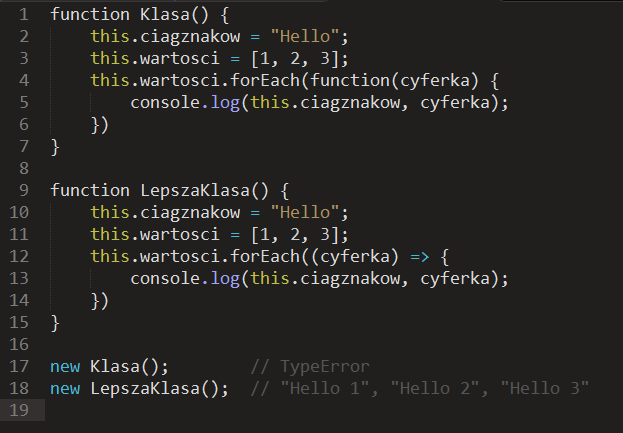 1 function Klasa() {
2     this.ciagznakow = "Hello";
3     this.wartosci = [1, 2, 3];
4     this.wartosci.forEach(function(cyferka) {
5         console.log(this.ciagznakow, cyferka);
6     })
7 }
8
9 function LepszaKlasa() {
10     this.ciagznakow = "Hello";
11     this.wartosci = [1, 2, 3];
12     this.wartosci.forEach((cyferka) => {
13         console.log(this.ciagznakow, cyferka);
14     })
15 }
16
17 new Klasa();        // TypeError
18 new LepszaKlasa();  // "Hello 1", "Hello 2", "Hello 3"
19